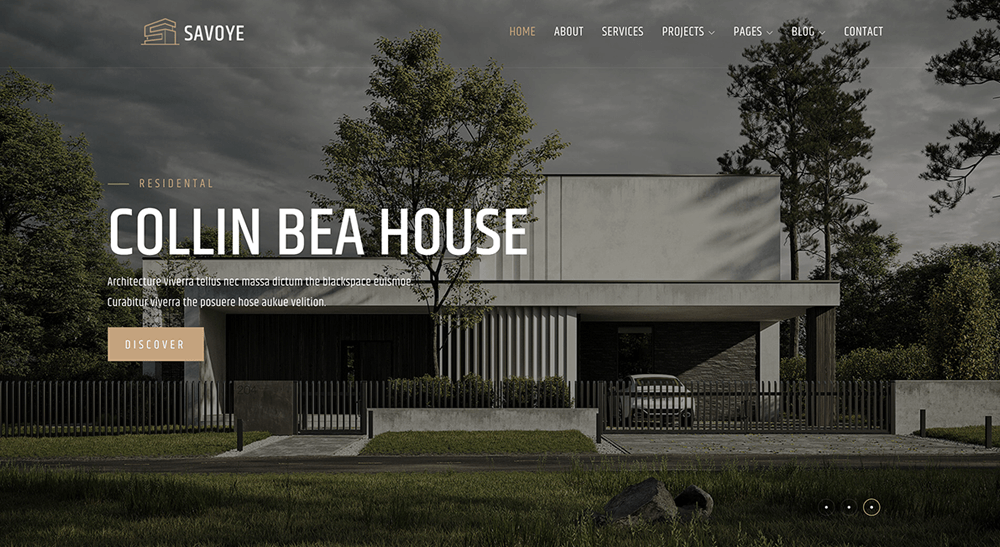 SAVOYE
HOME ABOUT SERVICES PROJECTS PAGES BLOG CONTACT
RESIDENTAL
COLLIN BEA HOUSE
Architecture viverra tellus nec massa dictum the blackspace euismoe.
Curabitur viverra the posuere hose aukue velition.
DISCOVER